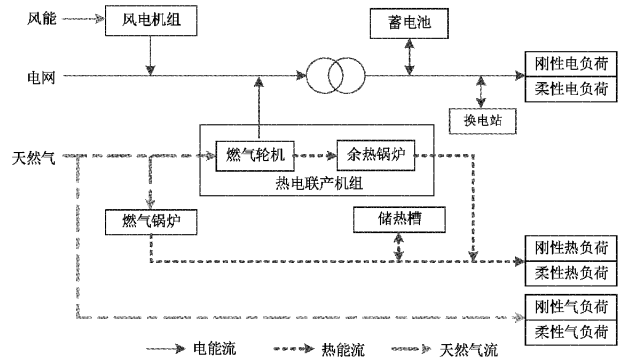 风能
风电机组
蓄电池
电网
刚性电负荷
柔性电负荷
换电站
天然气
燃气轮机
余热锅炉
热电联产机组
燃气锅炉
储热槽
刚性热负荷
柔性热负荷
刚性气负荷
柔性气负荷
电能流
热能流
天然气流